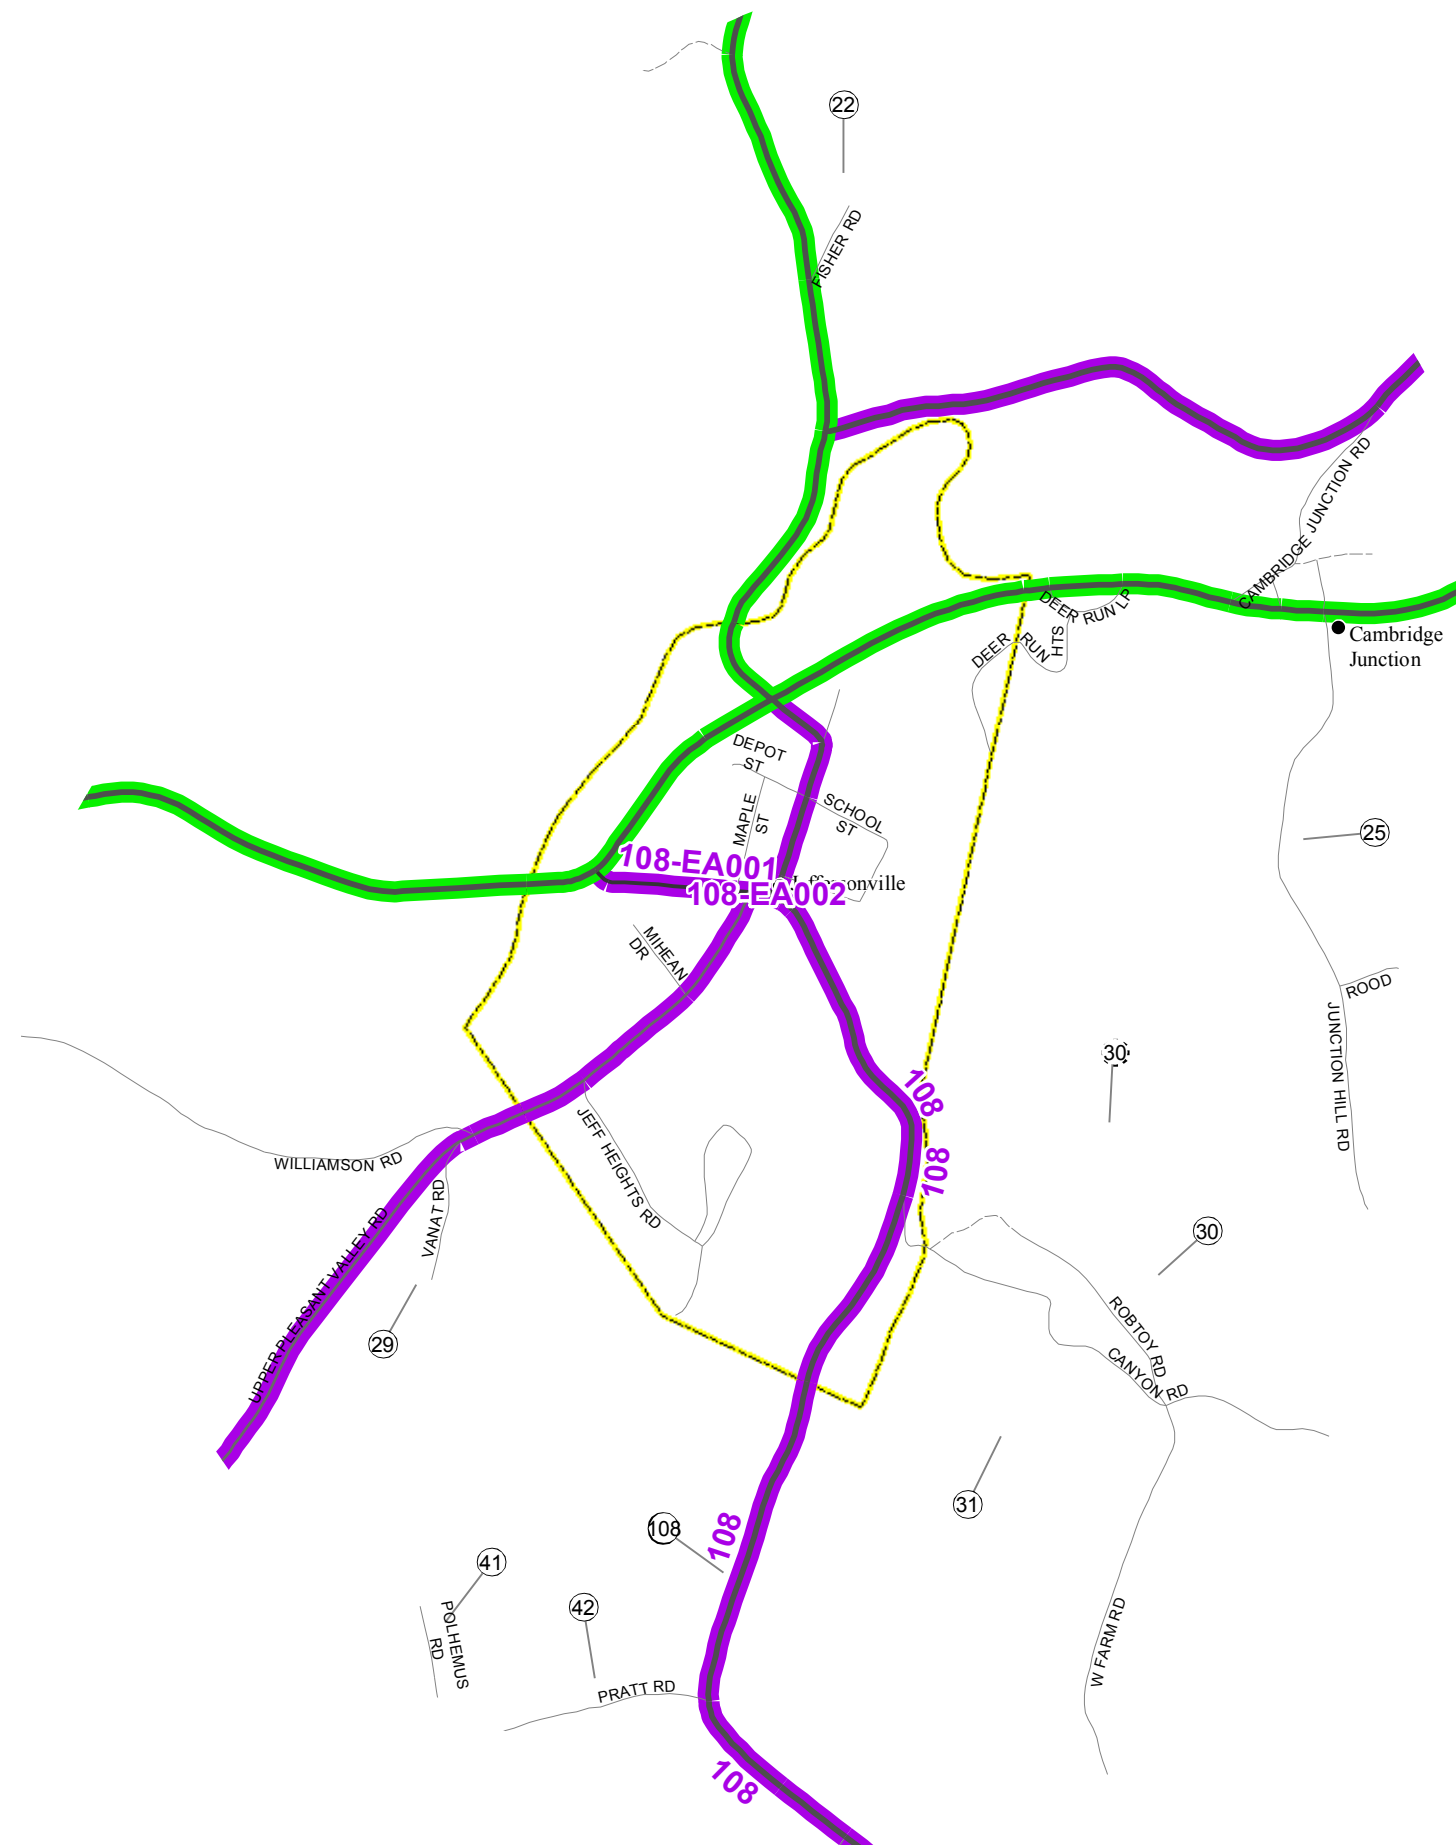 22
FISHER RD
CAMBRIDGE JUNCTION RD
DEER RUN LP
DEER RUN
HTS
Cambridge
Junction
DEPOT
ST
MAPLE
ST
SCHOOL
ST
25
108-EA001
Jeffersonville
108-EA002
MIHEAN
DR
ROOD
JUNCTION HILL RD
30
108
108
WILLIAMSON RD
VANAT RD
JEFF HEIGHTS RD
UPPER PLEASANT VALLEY RD
30
29
ROBTOY RD
CANYON RD
31
108
108
41
42
POLHEMUS
RD
W FARM RD
PRATT RD
108